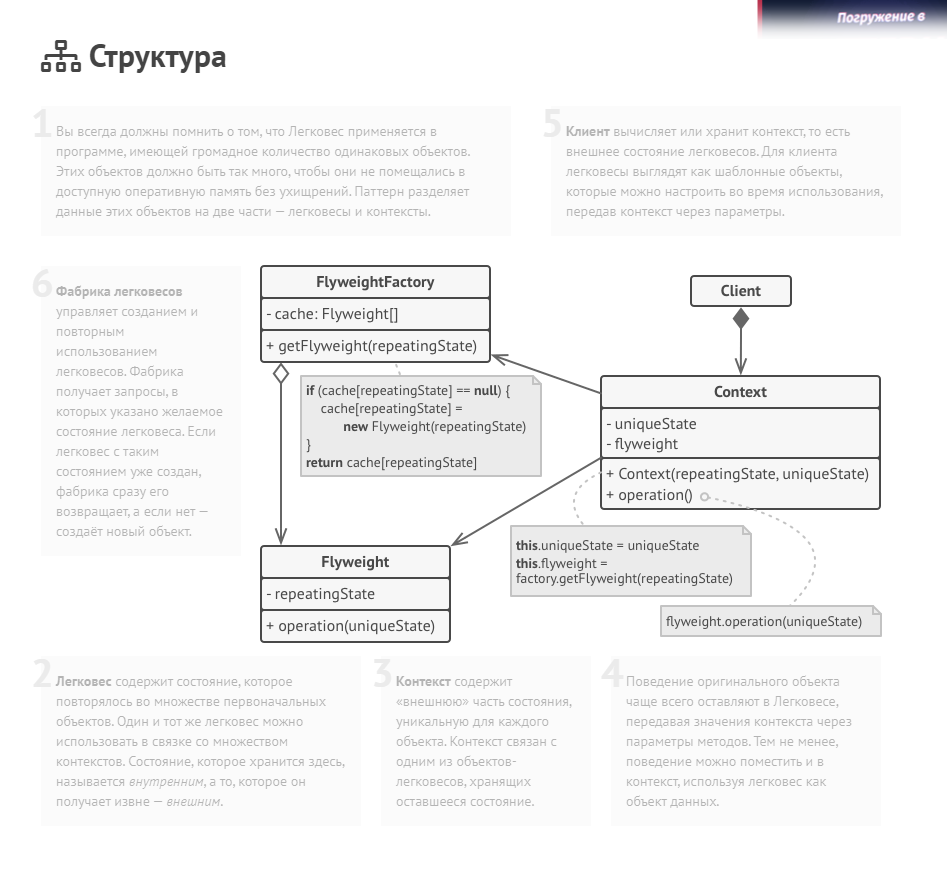 Погружение в
Структура
1
Вы всегда должны помнить о том, что Легковес применяется в
программе, имеющей громадное количество одинаковых объектов.
Этих объектов должно быть так много, чтобы они не помещались в
доступную оперативную память без ухищрений. Паттерн разделяет
данные этих объектов на две части — легковесы и контексты.
5
Клиент вычисляет или хранит контекст, то есть
внешнее состояние легковесов. Для клиента
легковесы выглядят как шаблонные объекты,
которые можно настроить во время использования,
передав контекст через параметры.
6
Фабрика легковесов
управляет созданием и
повторным
использованием
легковесов. Фабрика
получает запросы, в
которых указано желаемое
состояние легковеса. Если
легковес с таким
состоянием уже создан,
фабрика сразу его
возвращает, а если нет —
создаёт новый объект.
FlyweightFactory
- cache: Flyweight[]
+ getFlyweight(repeatingState)
if (cache[repeatingState] == null) {
cache[repeatingState] =
new Flyweight(repeatingState)
}
return cache[repeatingState]
Client
Context
- uniqueState
- flyweight
+ Context(repeatingState, uniqueState)
+ operation()
this.uniqueState = uniqueState
this.flyweight =
factory.getFlyweight(repeatingState)
flyweight.operation(uniqueState)
Flyweight
- repeatingState
+ operation(uniqueState)
2
Легковес содержит состояние, которое
повторялось во множестве первоначальных
объектов. Один и тот же легковес можно
использовать в связке со множеством
контекстов. Состояние, которое хранится здесь,
называется внутренним, а то, которое он
получает извне — внешним.
3
Контекст содержит
«внешнюю» часть состояния,
уникальную для каждого
объекта. Контекст связан с
одним из объектов-
легковесов, хранящих
оставшееся состояние.
4
Поведение оригинального объекта
чаще всего оставляют в Легковесе,
передавая значения контекста через
параметры методов. Тем не менее,
поведение можно поместить и в
контекст, используя легковес как
объект данных.